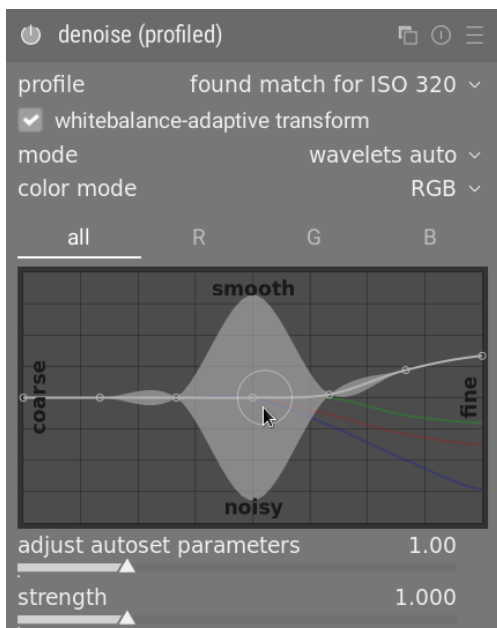 denoise (profiled)
profile found match for ISO 320
whitebalance-adaptive transform
mode wavelets auto
color mode RGB
all R G B
smooth
coarse
fine
noisy
adjust autoset parameters 1.00
strength 1.000